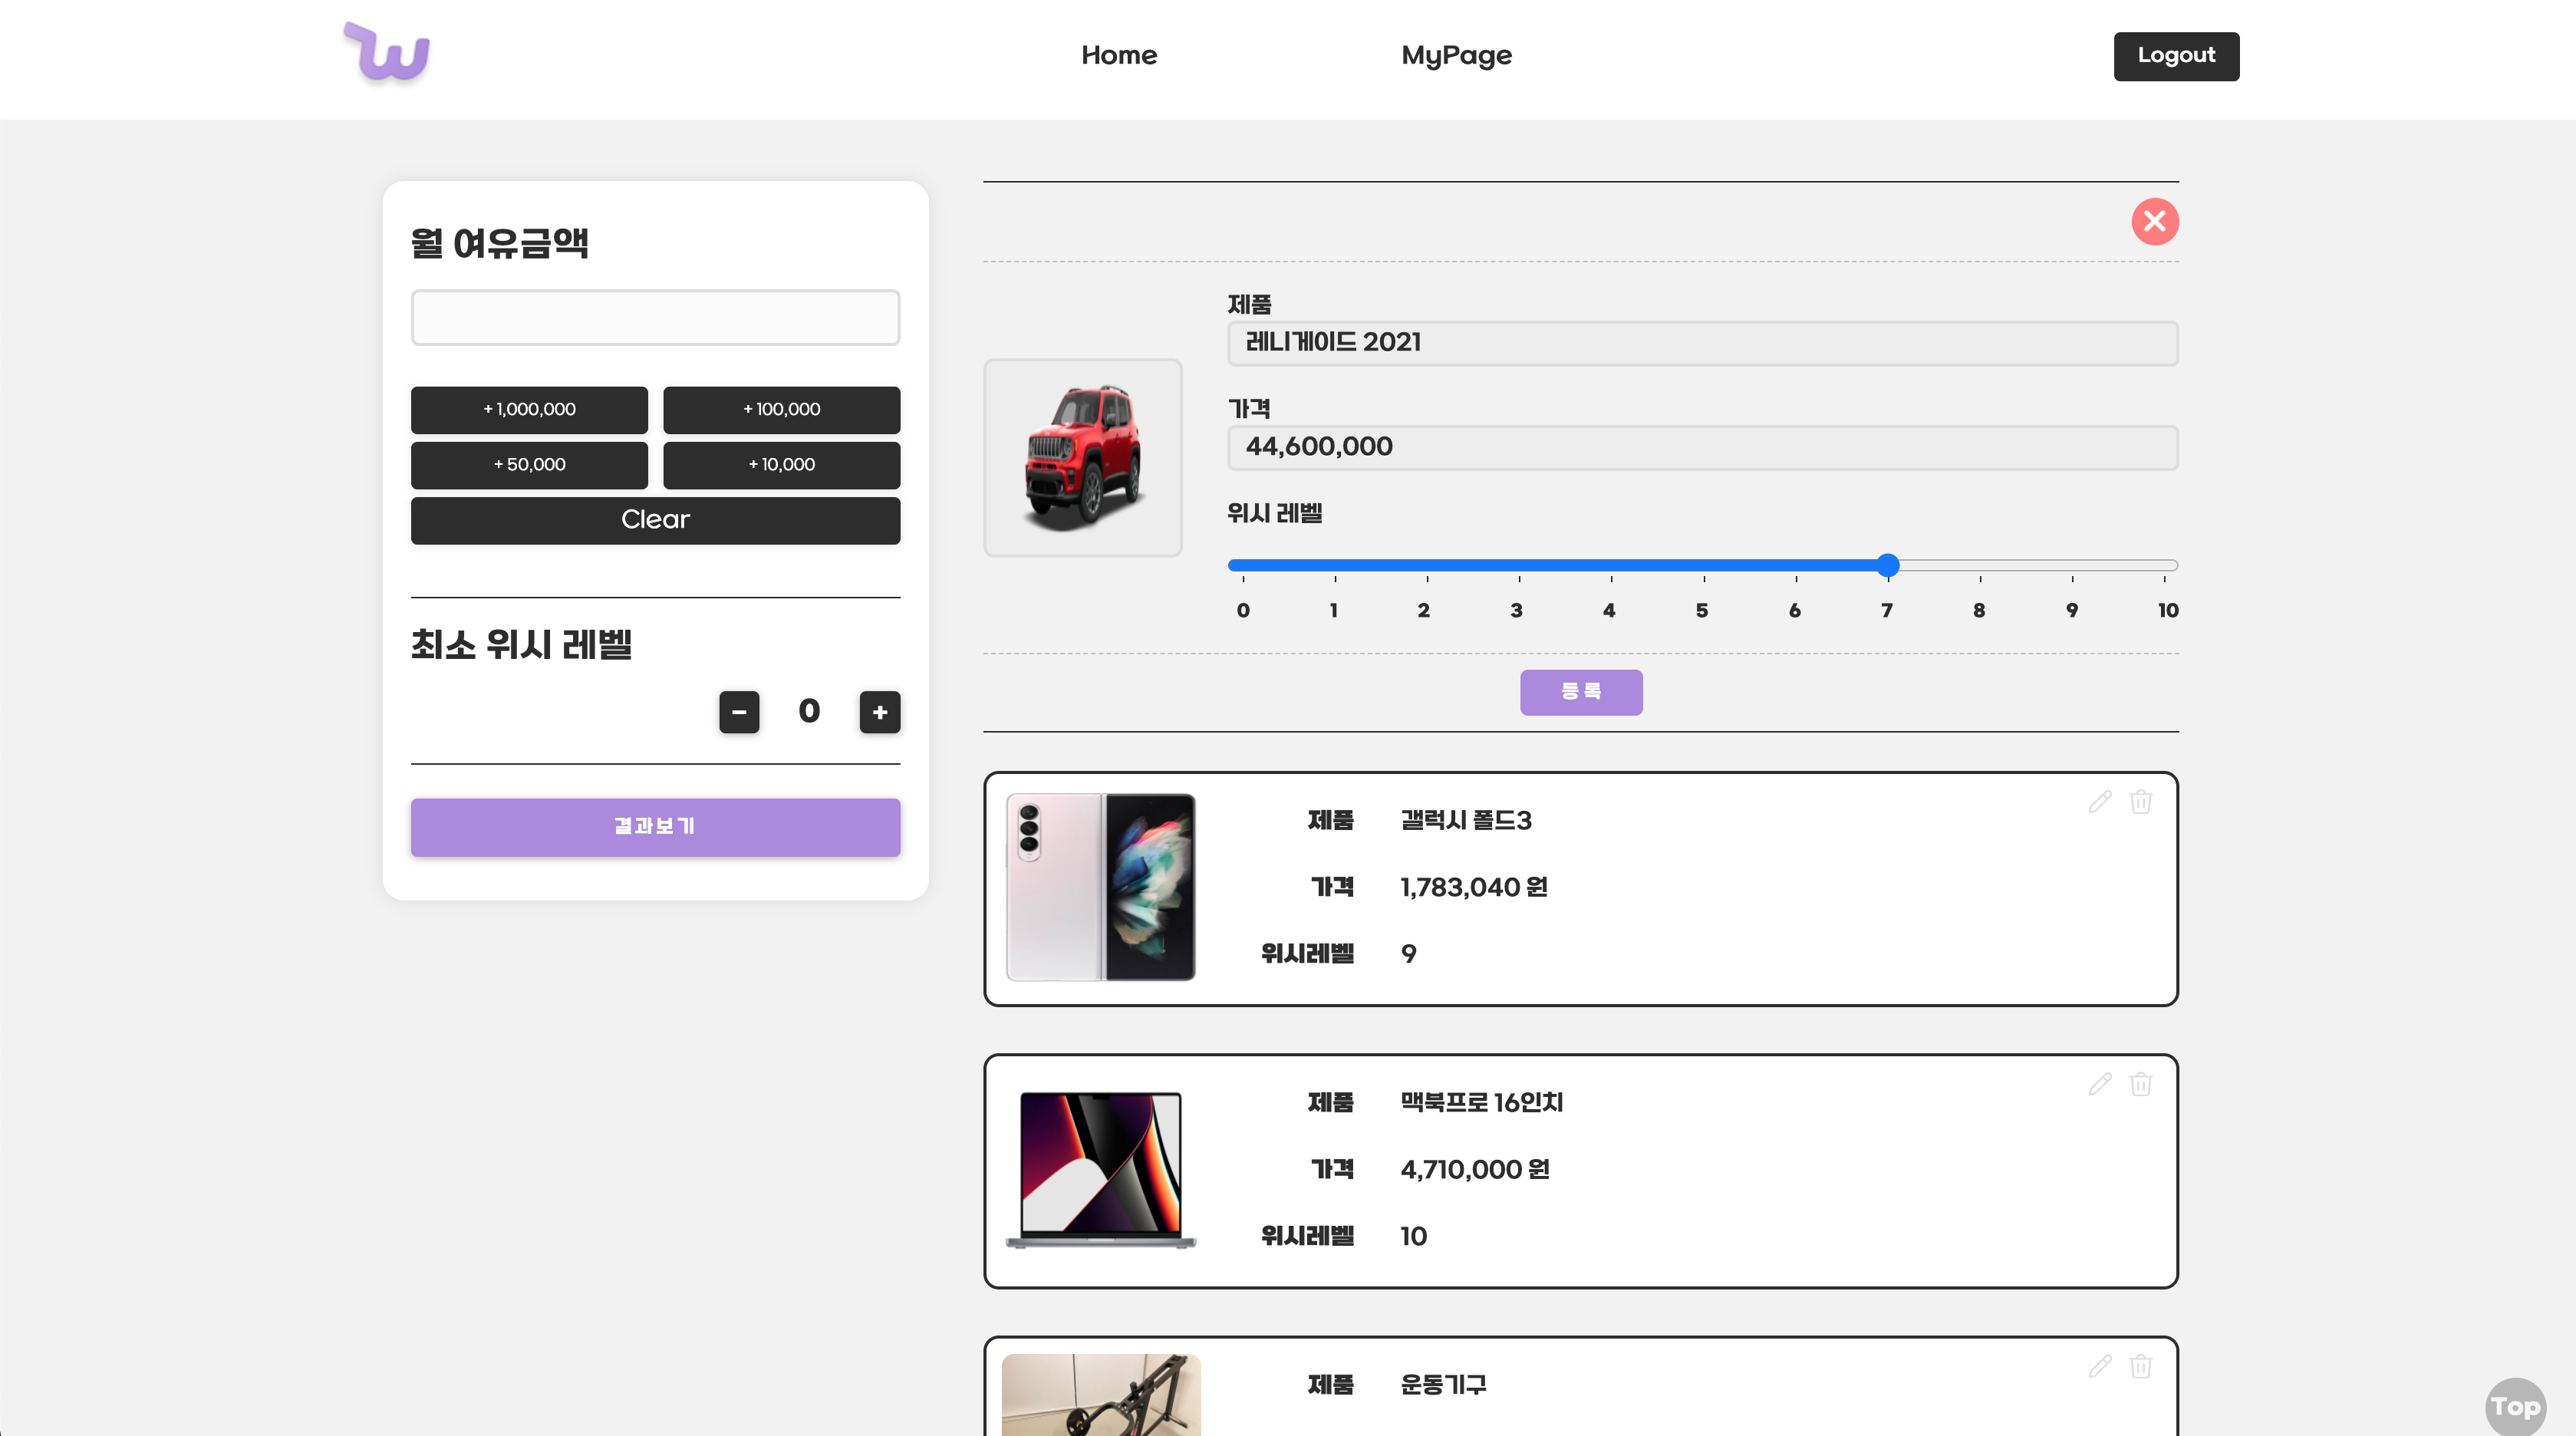 Home
MyPage
Logout
월 여유금액
+ 1,000,000
+ 100,000
+ 50,000
+ 10,000
Clear
최소 위시 레벨
0
결과보기
제품
레니게이드 2021
가격
44,600,000
위시 레벨
0 1 2 3 4 5 6 7 8 9 10
등록
제품 갤럭시 폴드3
가격 1,783,040 원
위시레벨 9
제품 맥북프로 16인치
가격 4,710,000 원
위시레벨 10
제품 운동기구
Top